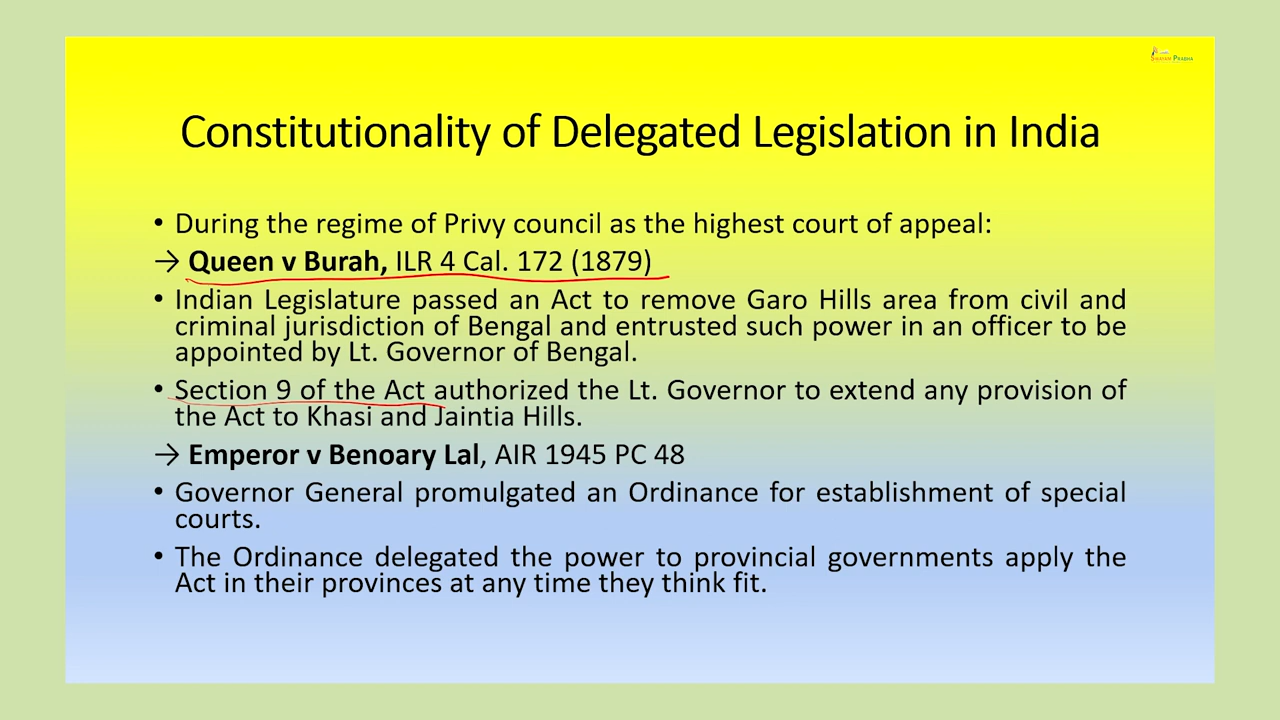 SWAYAM PRABHA
Constitutionality of Delegated Legislation in India
• During the regime of Privy council as the highest court of appeal:
→ Queen v Burah, ILR 4 Cal. 172 (1879)
• Indian Legislature passed an Act to remove Garo Hills area from civil and
criminal jurisdiction of Bengal and entrusted such power in an officer to be
appointed by Lt. Governor of Bengal.
• Section 9 of the Act authorized the Lt. Governor to extend any provision of
the Act to Khasi and Jaintia Hills.
→ Emperor v Benoary Lal, AIR 1945 PC 48
• Governor General promulgated an Ordinance for establishment of special
courts.
• The Ordinance delegated the power to provincial governments apply the
Act in their provinces at any time they think fit.